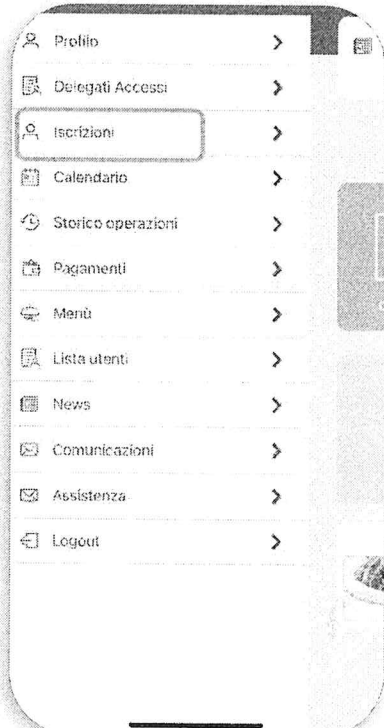 Profilo
Delegati Accessi
Iscrizioni
Calendario
Storico operazioni
Pagamenti
Menù
Lista utenti
News
Comunicazioni
Assistenza
Logout